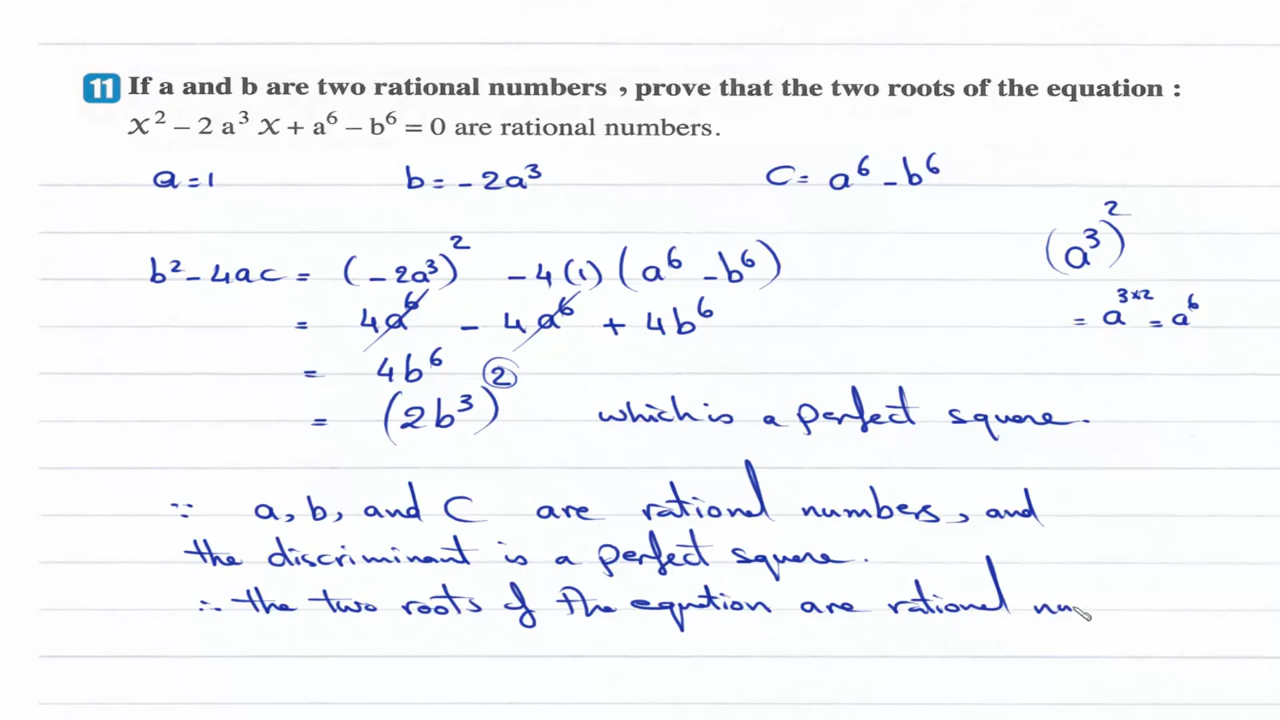 11 If a and b are two rational numbers , prove that the two roots of the equation :
x² – 2 a³ x + a⁶ – b⁶ = 0 are rational numbers.
a = 1 b = - 2a³ C = a⁶ - b⁶
(a³)²
b² - 4ac = (- 2a³)² - 4 (1) (a⁶ - b⁶)
= a³ˣ² = a⁶
= 4a⁶ - 4a⁶ + 4b⁶
= 4b⁶
= (2b³)² which is a perfect square.
∵ a, b, and C are rational numbers, and
the discriminant is a perfect square.
∴ the two roots of the eqution are rational num